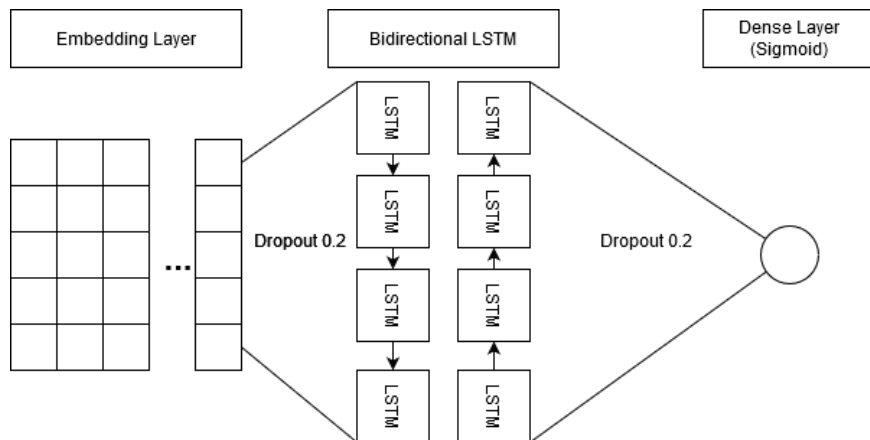 Embedding Layer
Bidirectional LSTM
Dense Layer
(Sigmoid)
LSTM
LSTM
LSTM
LSTM
LSTM
LSTM
LSTM
LSTM
...
Dropout 0.2
Dropout 0.2